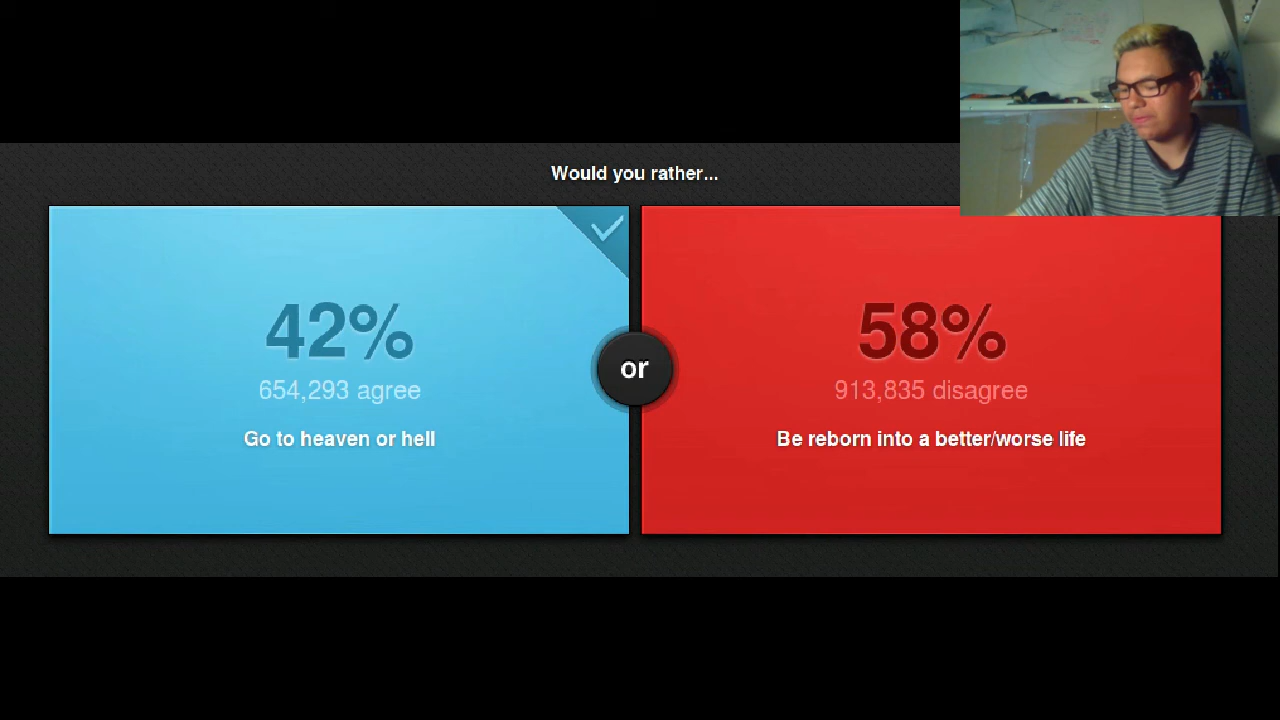 Would you rather...
42%
654,293 agree
Go to heaven or hell
or
58%
913,835 disagree
Be reborn into a better/worse life